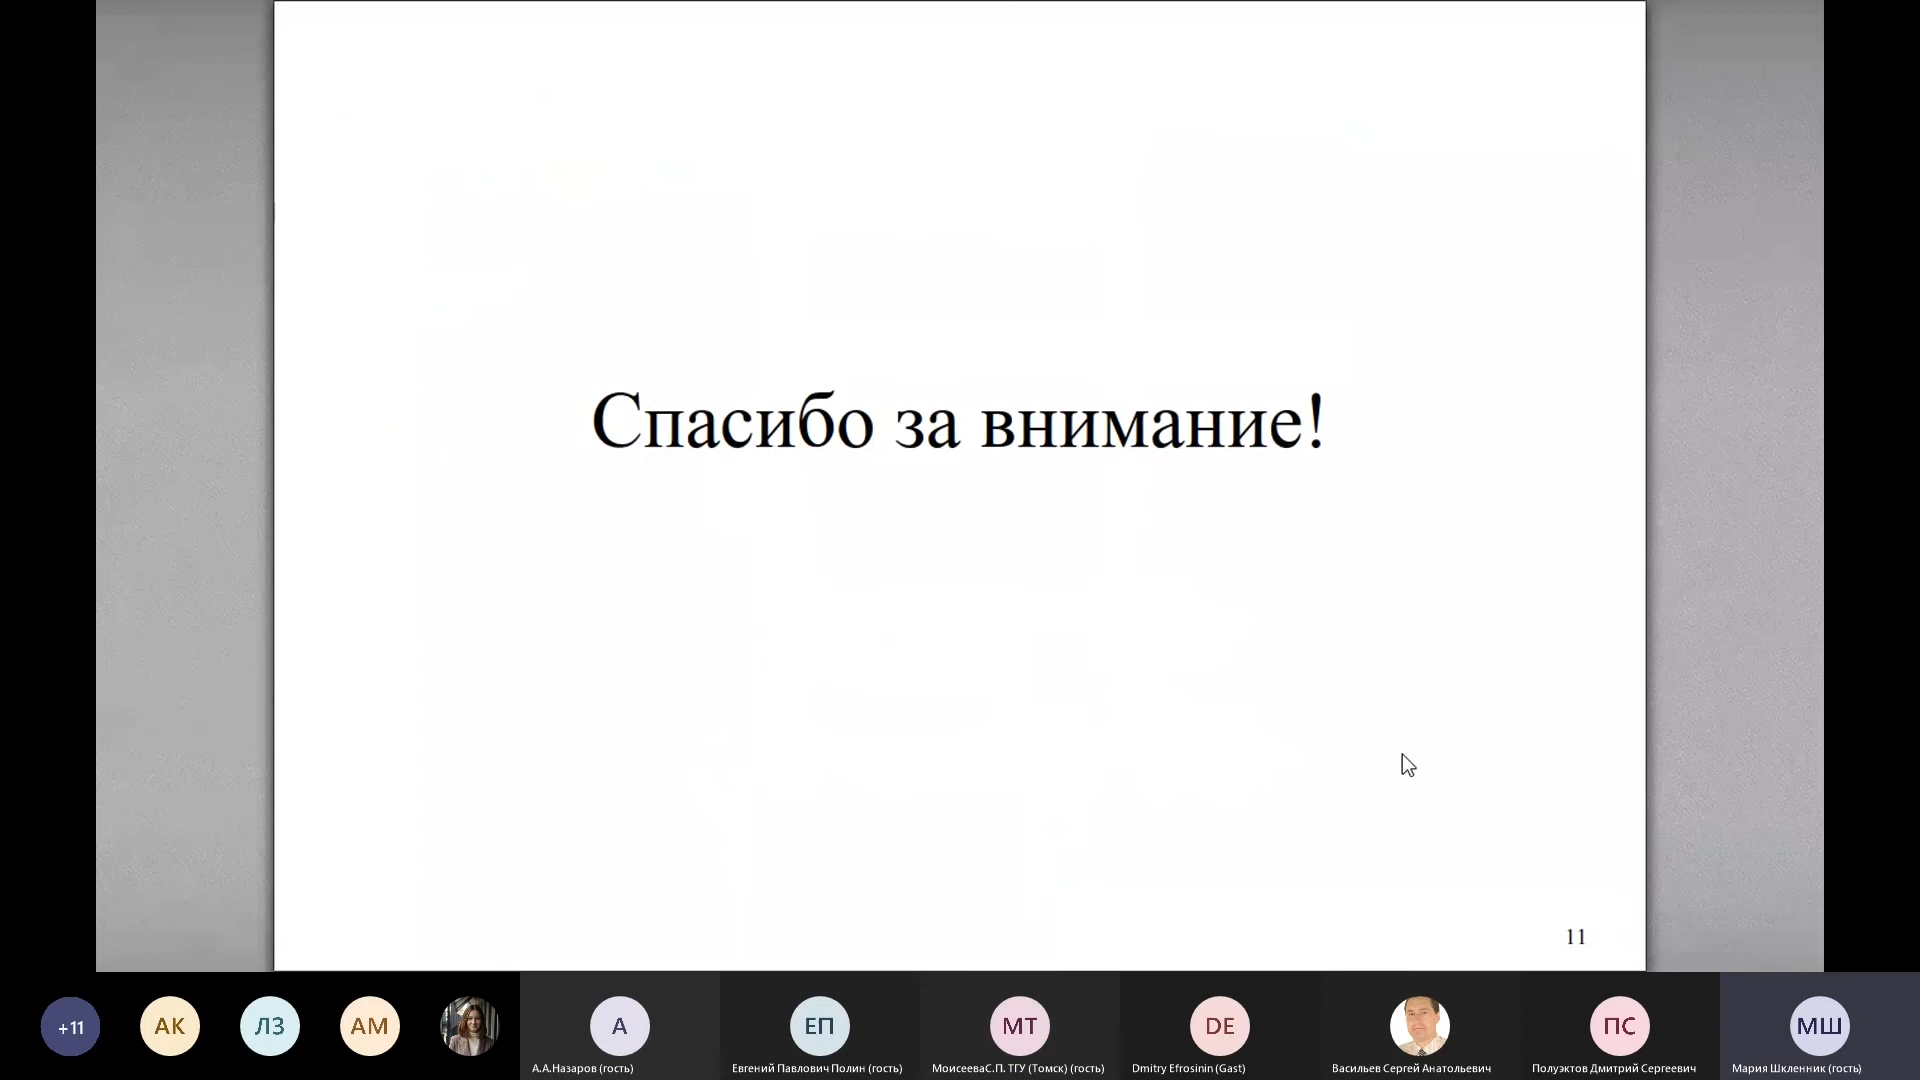 Спасибо за внимание!
11
+11
АК
ЛЗ
АМ
А
ЕП
МТ
DE
ПС
МШ
А.А.Назаров (гость)
Евгений Павлович Полин (гость)
МоисееваС.П. ТГУ (Томск) (гость)
Dmitry Efrosinin (Gast)
Васильев Сергей Анатольевич
Полуэктов Дмитрий Сергеевич
Мария Шкленник (гость)